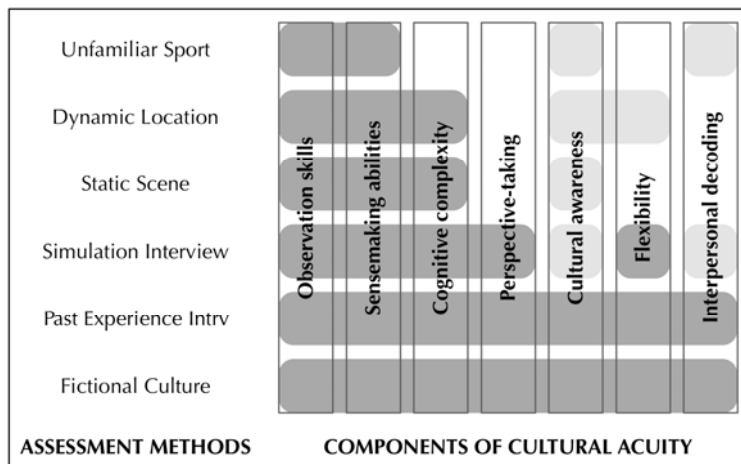 Unfamiliar Sport
Dynamic Location
Static Scene
Simulation Interview
Past Experience Intrv
Fictional Culture
Observation skills
Sensemaking abilities
Cognitive complexity
Perspective-taking
Cultural awareness
Flexibility
Interpersonal decoding
ASSESSMENT METHODS
COMPONENTS OF CULTURAL ACUITY